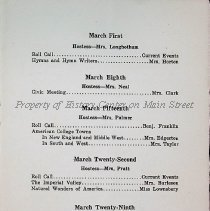 March First
Hostess—Mrs. Longbotham
Roll Call Current Events
Hymns and Hymn Writers Mrs. Horton
March Eighth
Hostess—Mrs. Neal
Civic Meeting Mrs. Clark
Property of History Center on Main Street
March Fifteenth
Hostess—Mrs. Palmer
Roll Call Benj. Franklin
American College Towns
In New England and Middle West Mrs. Edgerton
In South and West Mrs. Taylor
March Twenty-Second
Hostess—Mrs. Pratt
Roll Call Current Events
The Imperial Valley Mrs. Burleson
Natural Wonders of America Miss Lownsbery
March Twenty-Ninth